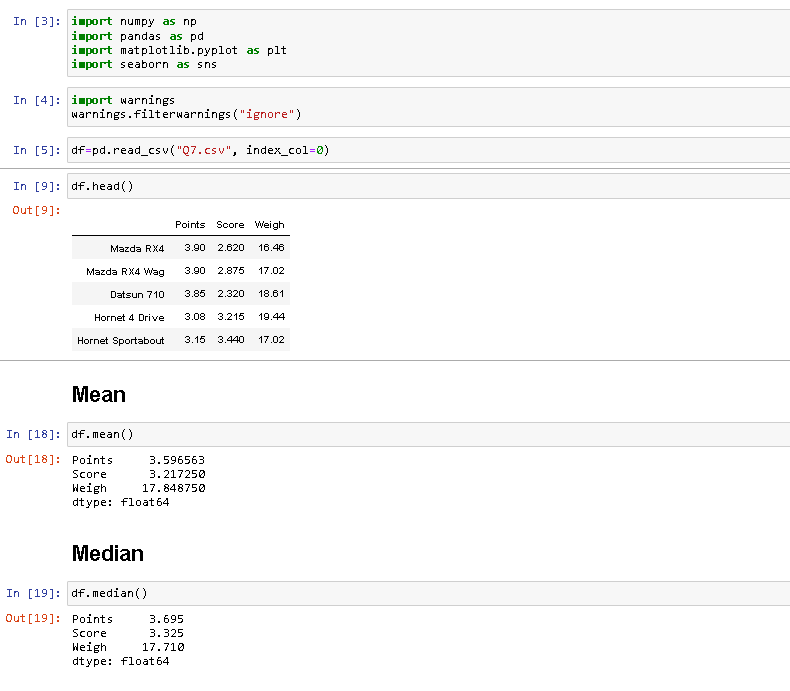 In [3]: import numpy as np
import pandas as pd
import matplotlib.pyplot as plt
import seaborn as sns
In [4]: import warnings
warnings.filterwarnings("ignore")
In [5]: df=pd.read_csv("Q7.csv", index_col=0)
In [9]: df.head()
Out[9]:
Points Score Weigh
Mazda RX4 3.90 2.620 16.46
Mazda RX4 Wag 3.90 2.875 17.02
Datsun 710 3.85 2.320 18.61
Hornet 4 Drive 3.08 3.215 19.44
Hornet Sportabout 3.15 3.440 17.02
Mean
In [18]: df.mean()
Out[18]: Points 3.596563
Score 3.217250
Weigh 17.848750
dtype: float64
Median
In [19]: df.median()
Out[19]: Points 3.695
Score 3.325
Weigh 17.710
dtype: float64